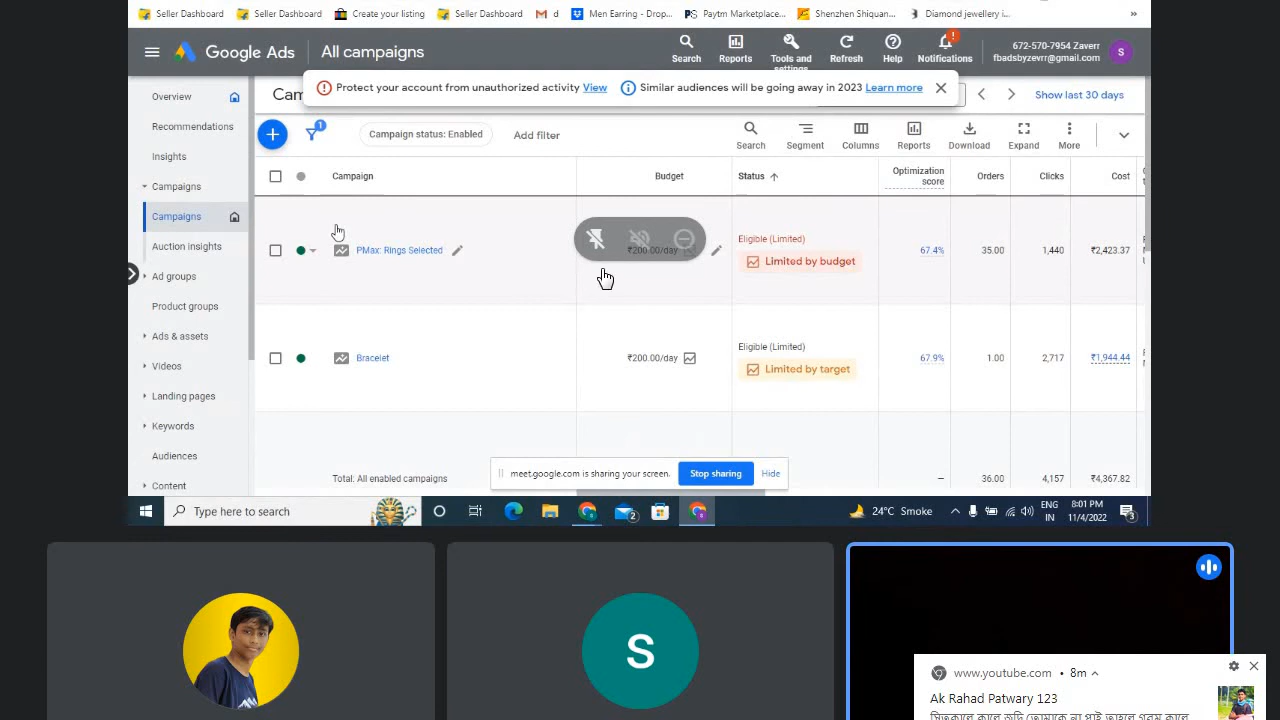 Seller Dashboard
Seller Dashboard
Create your listing
Seller Dashboard
d
Men Earring - Drop...
Paytm Marketplace...
Shenzhen Shiquan...
Diamond jewellery i...
»
Google Ads
All campaigns
Search
Reports
Tools and settings
Refresh
Help
Notifications
672-570-7954 Zaverr
fbadsbyzevrr@gmail.com
S
Protect your account from unauthorized activity View
Similar audiences will be going away in 2023 Learn more
Show last 30 days
Overview
Recommendations
Insights
Campaigns
Campaigns
Auction insights
Ad groups
Product groups
Ads & assets
Videos
Landing pages
Keywords
Audiences
Content
1
Campaign status: Enabled
Add filter
Search
Segment
Columns
Reports
Download
Expand
More
Campaign
Budget
Status
Optimization score
Orders
Clicks
Cost
PMax: Rings Selected
₹200.00/day
Eligible (Limited)
Limited by budget
67.4%
35.00
1,440
₹2,423.37
Bracelet
₹200.00/day
Eligible (Limited)
Limited by target
67.9%
1.00
2,717
₹1,944.44
Total: All enabled campaigns
–
36.00
4,157
₹4,367.82
meet.google.com is sharing your screen.
Stop sharing
Hide
Type here to search
2
24°C Smoke
ENG
IN
8:01 PM
11/4/2022
3
S
www.youtube.com • 8m
Ak Rahad Patwary 123